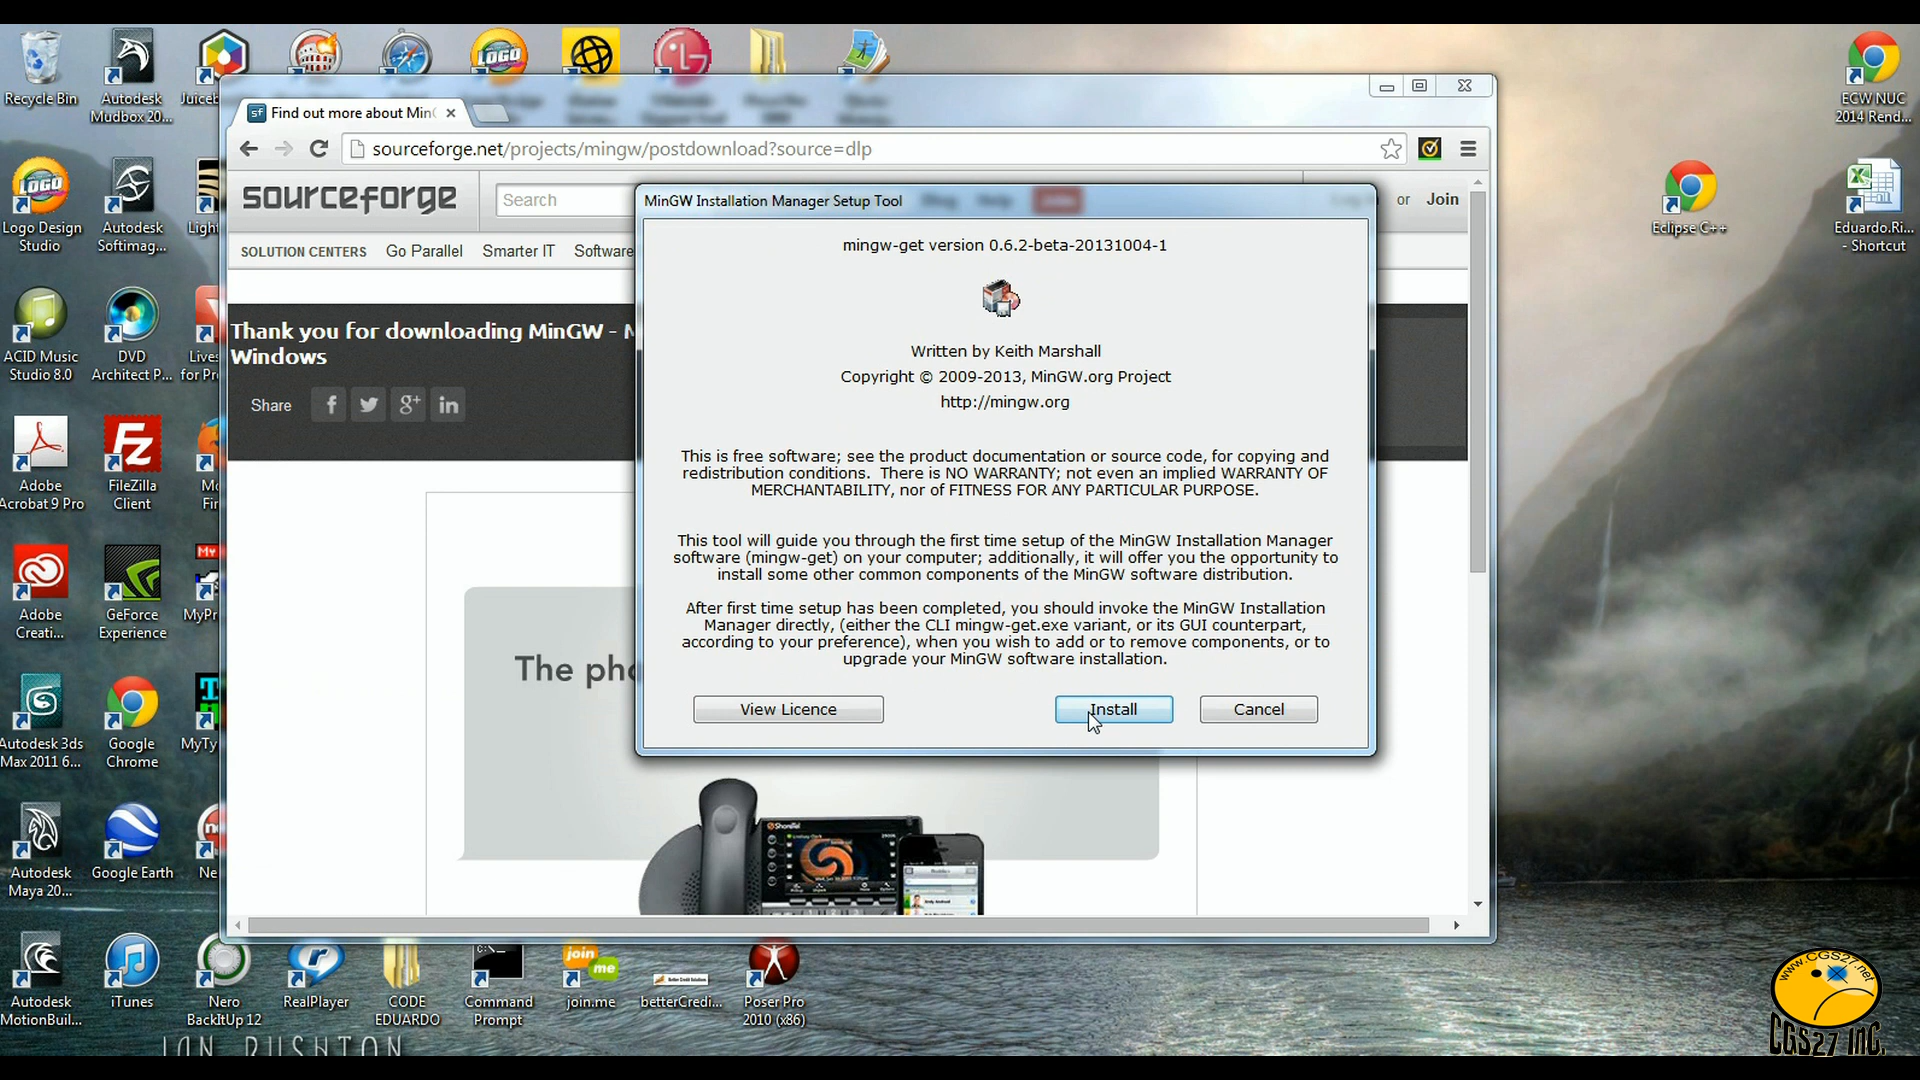 Recycle Bin
Autodesk
Mudbox 20...
ECW NUC
2014 Rend...
Find out more about Min
sourceforge.net/projects/mingw/postdownload?source=dlp
sourceforge
Search
or
Join
SOLUTION CENTERS
Go Parallel
Smarter IT
Software
MinGW Installation Manager Setup Tool
mingw-get version 0.6.2-beta-20131004-1
Written by Keith Marshall
Copyright © 2009-2013, MinGW.org Project
http://mingw.org
This is free software; see the product documentation or source code, for copying and
redistribution conditions. There is NO WARRANTY; not even an implied WARRANTY OF
MERCHANTABILITY, nor of FITNESS FOR ANY PARTICULAR PURPOSE.
This tool will guide you through the first time setup of the MinGW Installation Manager
software (mingw-get) on your computer; additionally, it will offer you the opportunity to
install some other common components of the MinGW software distribution.
After first time setup has been completed, you should invoke the MinGW Installation
Manager directly, (either the CLI mingw-get.exe variant, or its GUI counterpart,
according to your preference), when you wish to add or to remove components, or to
upgrade your MinGW software installation.
View Licence
Install
Cancel
Thank you for downloading MinGW -
Windows
Share
The pho
ShoreTel
Logo Design
Studio
Autodesk
Softimag...
Eclipse C++
Eduardo.Ri...
- Shortcut
ACID Music
Studio 8.0
DVD
Architect P...
Lives
for Pr
Adobe
Acrobat 9 Pro
FileZilla
Client
Adobe
Creati...
GeForce
Experience
MyPr
Autodesk 3ds
Max 2011 6...
Google
Chrome
MyTy
Autodesk
Maya 20...
Google Earth
Ne
Autodesk
MotionBuil...
iTunes
Nero
BackItUp 12
RealPlayer
CODE
EDUARDO
Command
Prompt
join.me
betterCredi...
Poser Pro
2010 (x86)
IAN RUSHTON
www.CGS27.net
CGS27 INC.